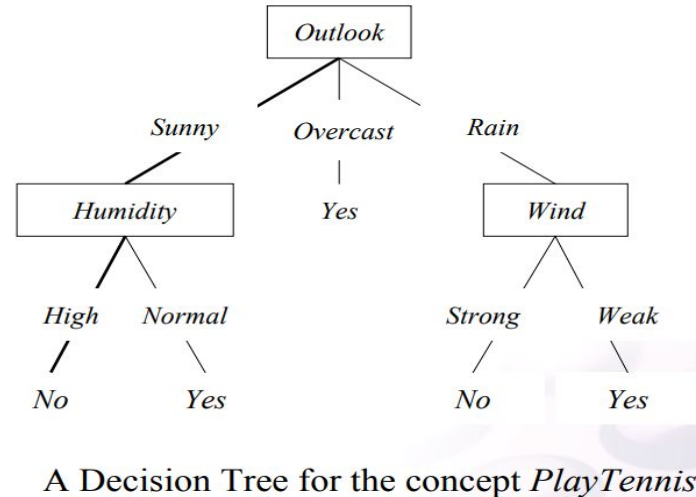 Outlook
Sunny Overcast Rain
Humidity Yes Wind
High Normal Strong Weak
No Yes No Yes
A Decision Tree for the concept PlayTennis